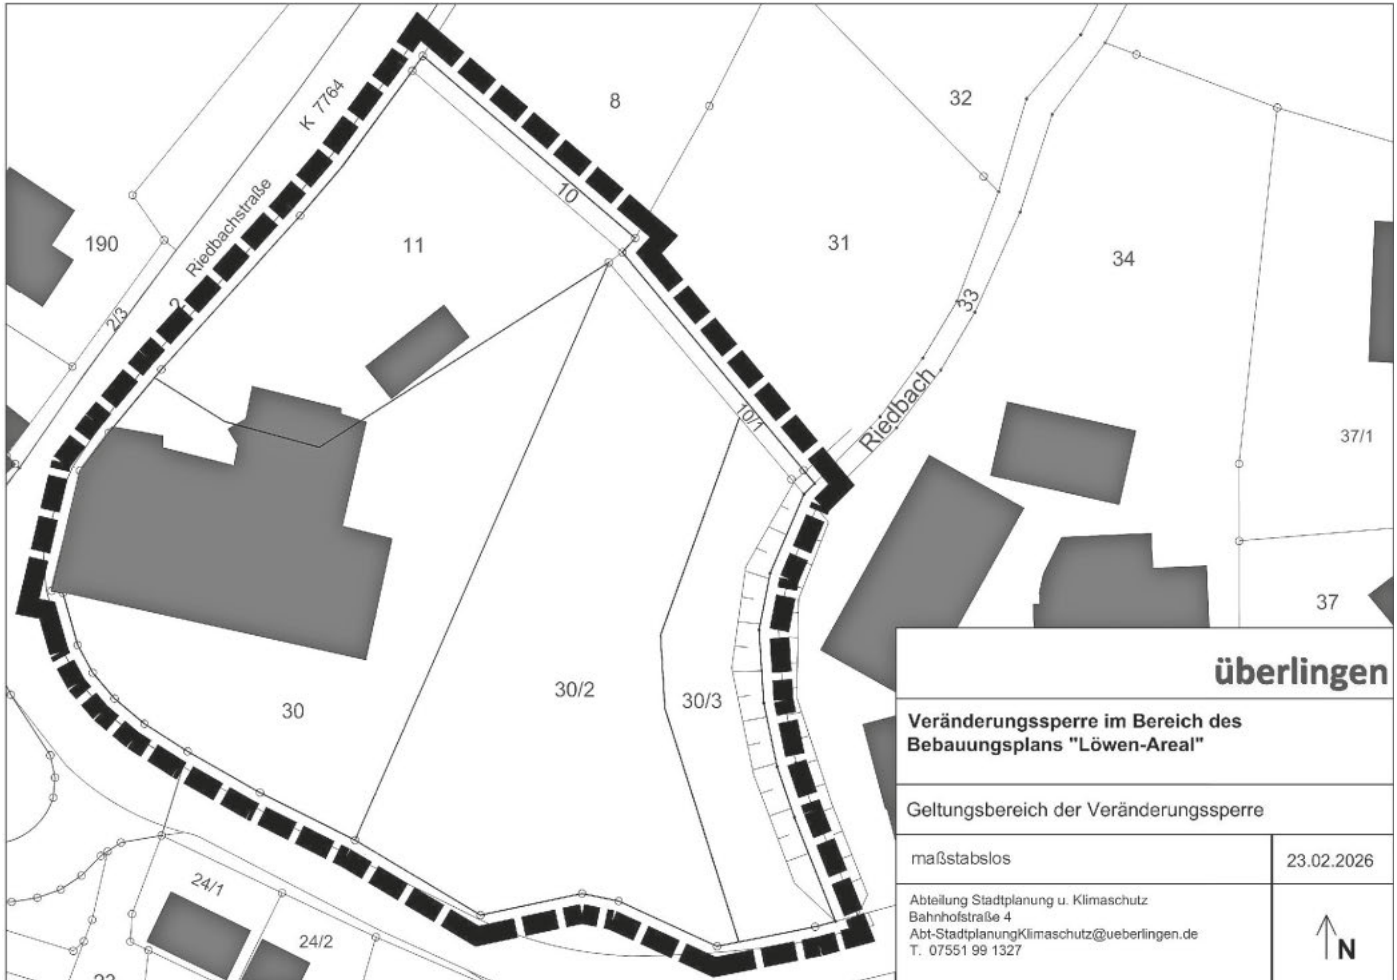 K 7764
8
32
10
Riedbachstraße
190
11
31
34
2
2/3
33
10/1
Riedbach
37/1
37
30
30/2
30/3
24/1
24/2
23
überlingen
Veränderungssperre im Bereich des
Bebauungsplans "Löwen-Areal"
Geltungsbereich der Veränderungssperre
maßstabslos
23.02.2026
Abteilung Stadtplanung u. Klimaschutz
Bahnhofstraße 4
Abt-StadtplanungKlimaschutz@ueberlingen.de
T. 07551 99 1327
N